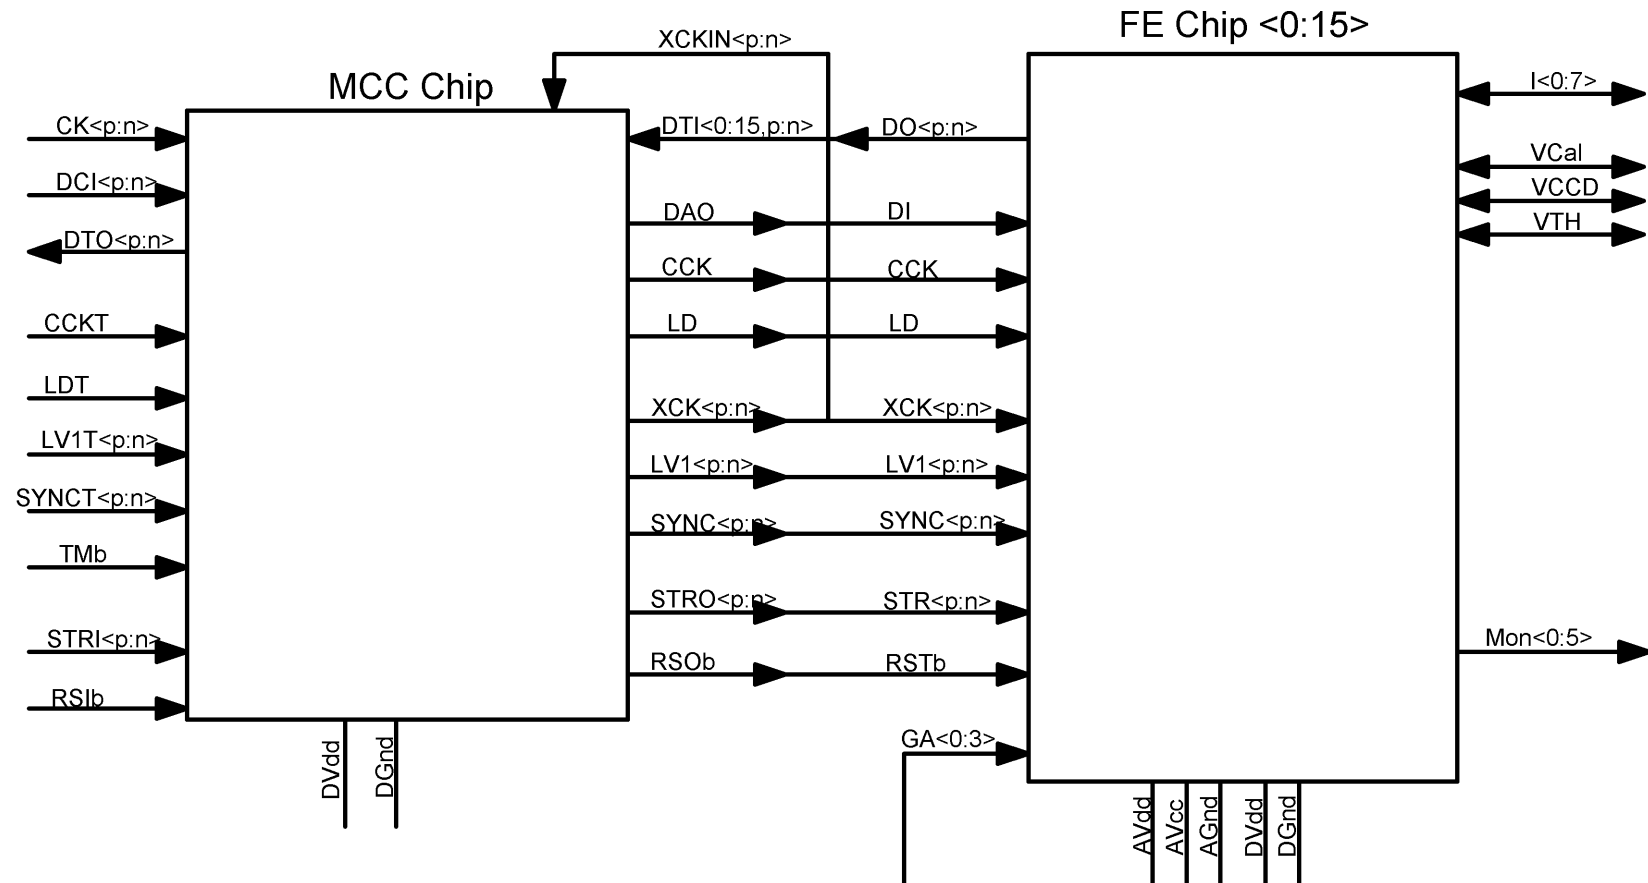 FE Chip <0:15>
XCKIN<p:n>
MCC Chip
I<0:7>
CK<p:n>
DTI<0:15,p:n>
DO<p:n>
VCal
DCI<p:n>
VCCD
DAO
DI
VTH
DTO<p:n>
CCK
CCK
CCKT
LD
LD
LDT
XCK<p:n>
XCK<p:n>
LV1T<p:n>
LV1<p:n>
LV1<p:n>
SYNCT<p:n>
SYNC<p:n>
SYNC<p:n>
TMb
STRO<p:n>
STR<p:n>
STRI<p:n>
Mon<0:5>
RSOb
RSTb
RSIb
GA<0:3>
DVdd
DGnd
AVdd
AVcc
AGnd
DVdd
DGnd